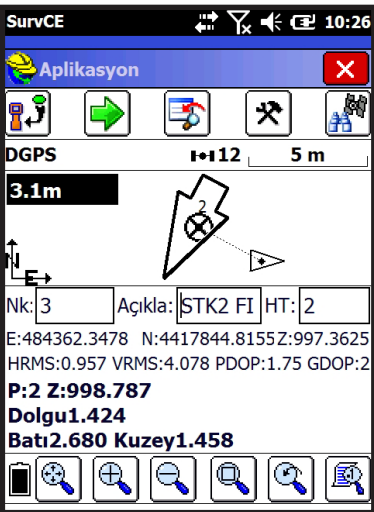 SurvCE 10:26
Aplikasyon
DGPS 12 5 m
3.1m
2
N
E
Nk: 3 Açıkla: STK2 FI HT: 2
E:484362.3478 N:4417844.8155 Z:997.3625
HRMS:0.957 VRMS:4.078 PDOP:1.75 GDOP:2
P:2 Z:998.787
Dolgu1.424
Batı2.680 Kuzey1.458